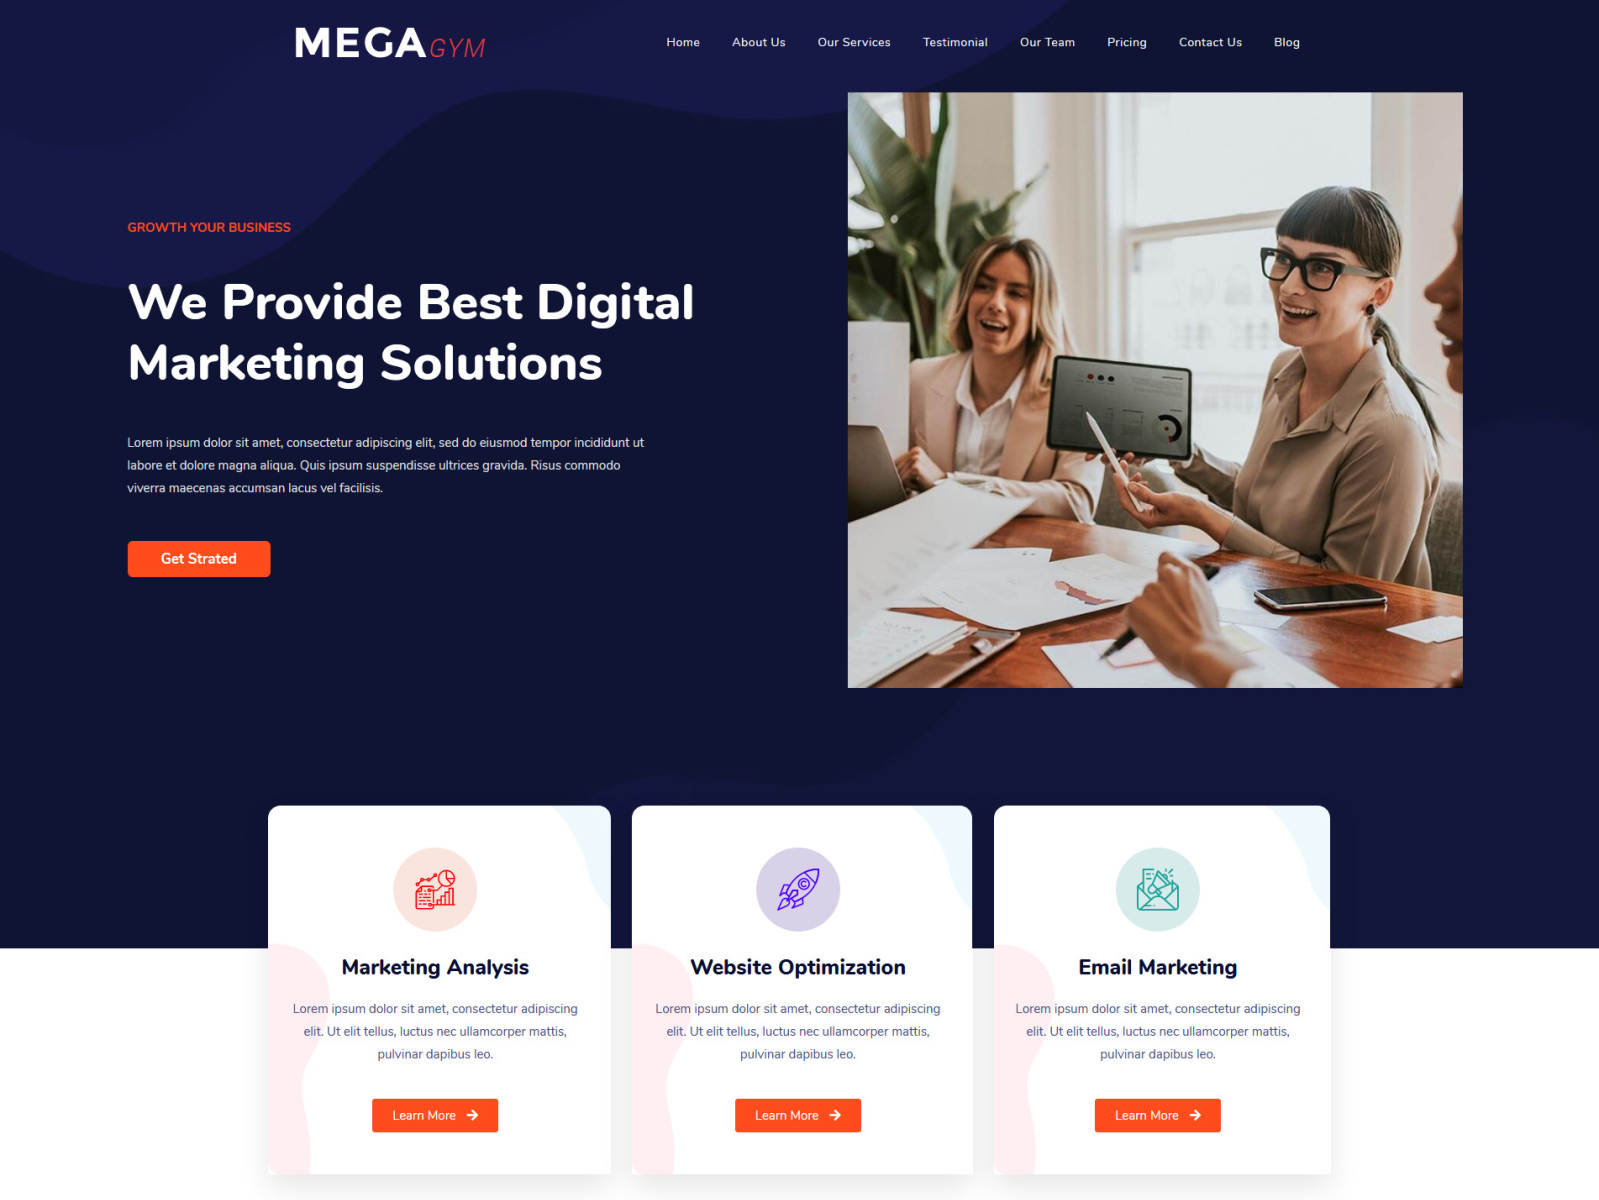 MEGA GYM
Home About Us Our Services Testimonial Our Team Pricing Contact Us Blog
GROWTH YOUR BUSINESS
We Provide Best Digital
Marketing Solutions
Lorem ipsum dolor sit amet, consectetur adipiscing elit, sed do eiusmod tempor incididunt ut
labore et dolore magna aliqua. Quis ipsum suspendisse ultrices gravida. Risus commodo
viverra maecenas accumsan lacus vel facilisis.
Get Strated
Marketing Analysis
Lorem ipsum dolor sit amet, consectetur adipiscing
elit. Ut elit tellus, luctus nec ullamcorper mattis,
pulvinar dapibus leo.
Learn More
Website Optimization
Lorem ipsum dolor sit amet, consectetur adipiscing
elit. Ut elit tellus, luctus nec ullamcorper mattis,
pulvinar dapibus leo.
Learn More
Email Marketing
Lorem ipsum dolor sit amet, consectetur adipiscing
elit. Ut elit tellus, luctus nec ullamcorper mattis,
pulvinar dapibus leo.
Learn More